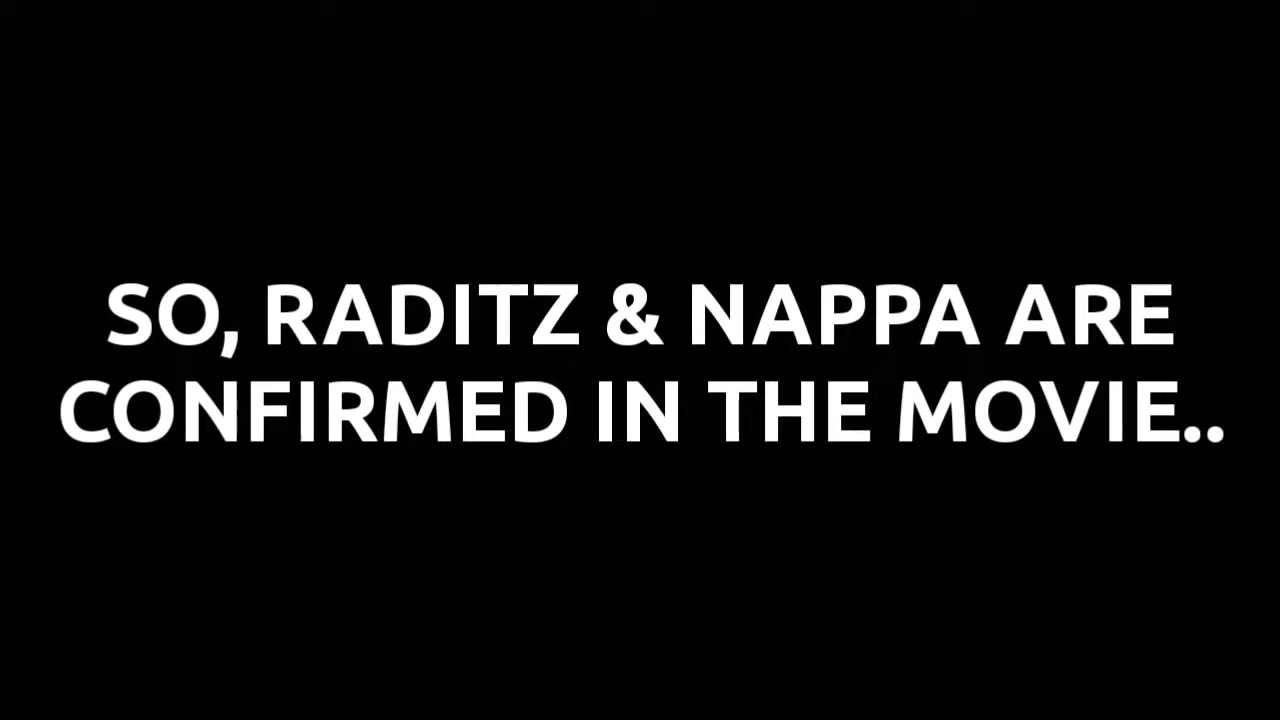 SO, RADITZ & NAPPA ARE
CONFIRMED IN THE MOVIE..